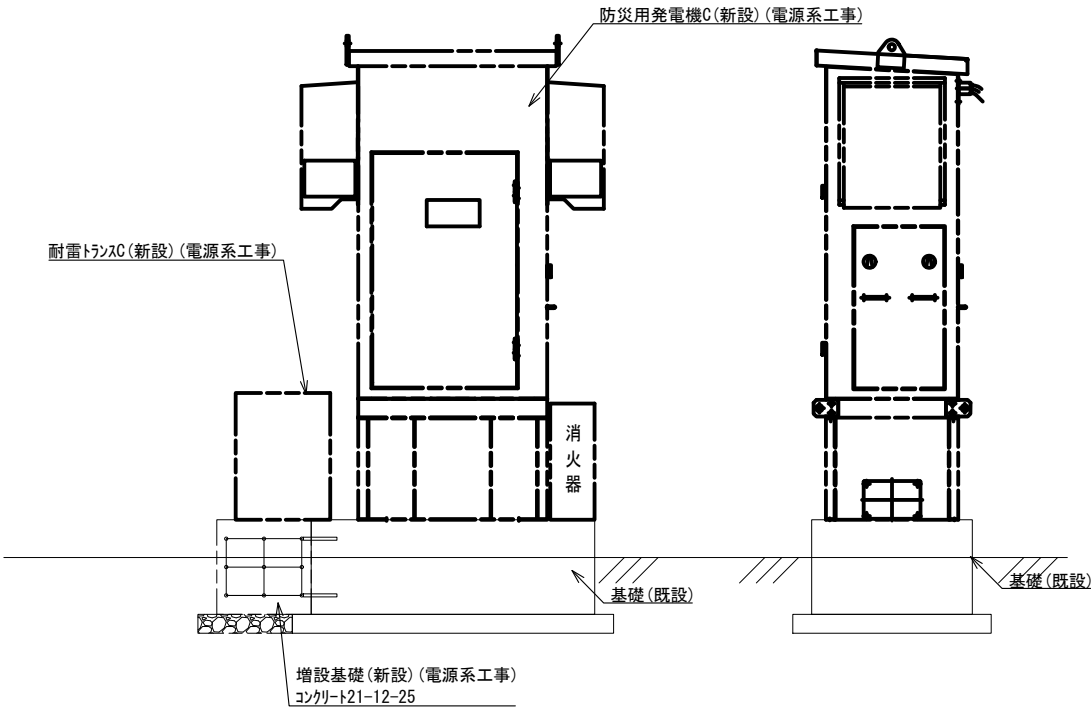 防災用発電機C(新設)(電源系工事)
耐雷ﾄﾗﾝｽC(新設)(電源系工事)
消火器
基礎(既設)
基礎(既設)
増設基礎(新設)(電源系工事)
ｺﾝｸﾘｰﾄ21-12-25